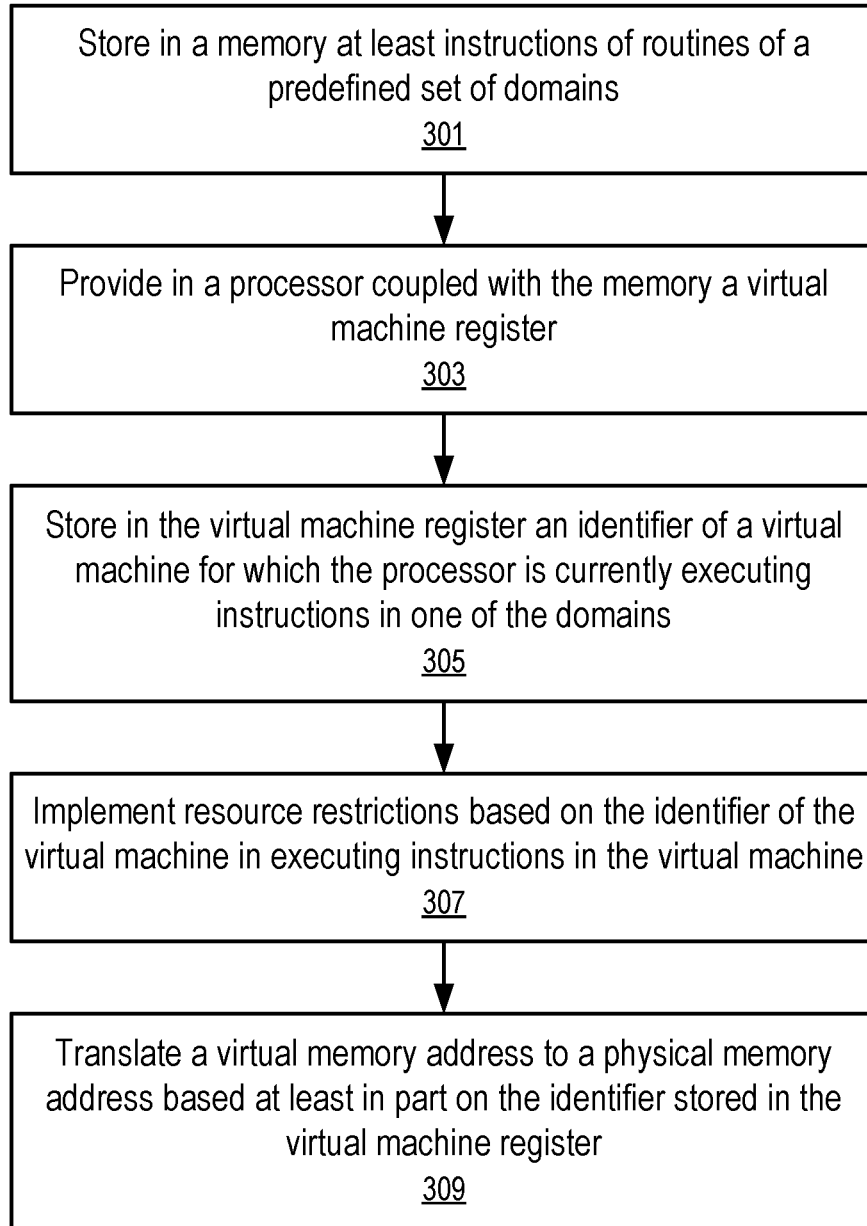 Store in a memory at least instructions of routines of a
predefined set of domains
301
Provide in a processor coupled with the memory a virtual
machine register
303
Store in the virtual machine register an identifier of a virtual
machine for which the processor is currently executing
instructions in one of the domains
305
Implement resource restrictions based on the identifier of the
virtual machine in executing instructions in the virtual machine
307
Translate a virtual memory address to a physical memory
address based at least in part on the identifier stored in the
virtual machine register
309